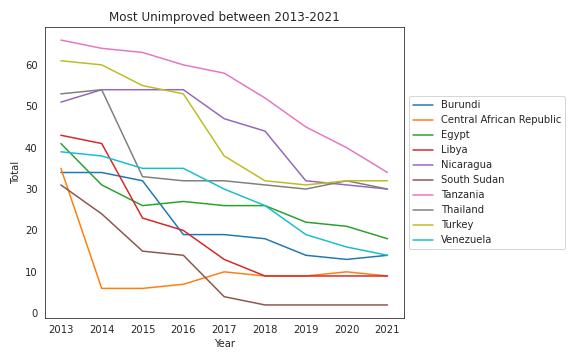 Most Unimproved between 2013-2021
Total
60
50
40
30
20
10
0
2013 2014 2015 2016 2017 2018 2019 2020 2021
Year
Burundi
Central African Republic
Egypt
Libya
Nicaragua
South Sudan
Tanzania
Thailand
Turkey
Venezuela